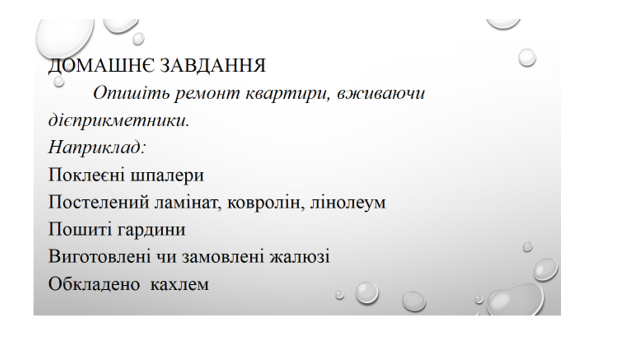 ДОМАШНЄ ЗАВДАННЯ
Опишіть ремонт квартири, вживаючи
дієприкметники.
Наприклад:
Поклеєні шпалери
Постелений ламінат, ковролін, лінолеум
Пошиті гардини
Виготовлені чи замовлені жалюзі
Обкладено кахлем